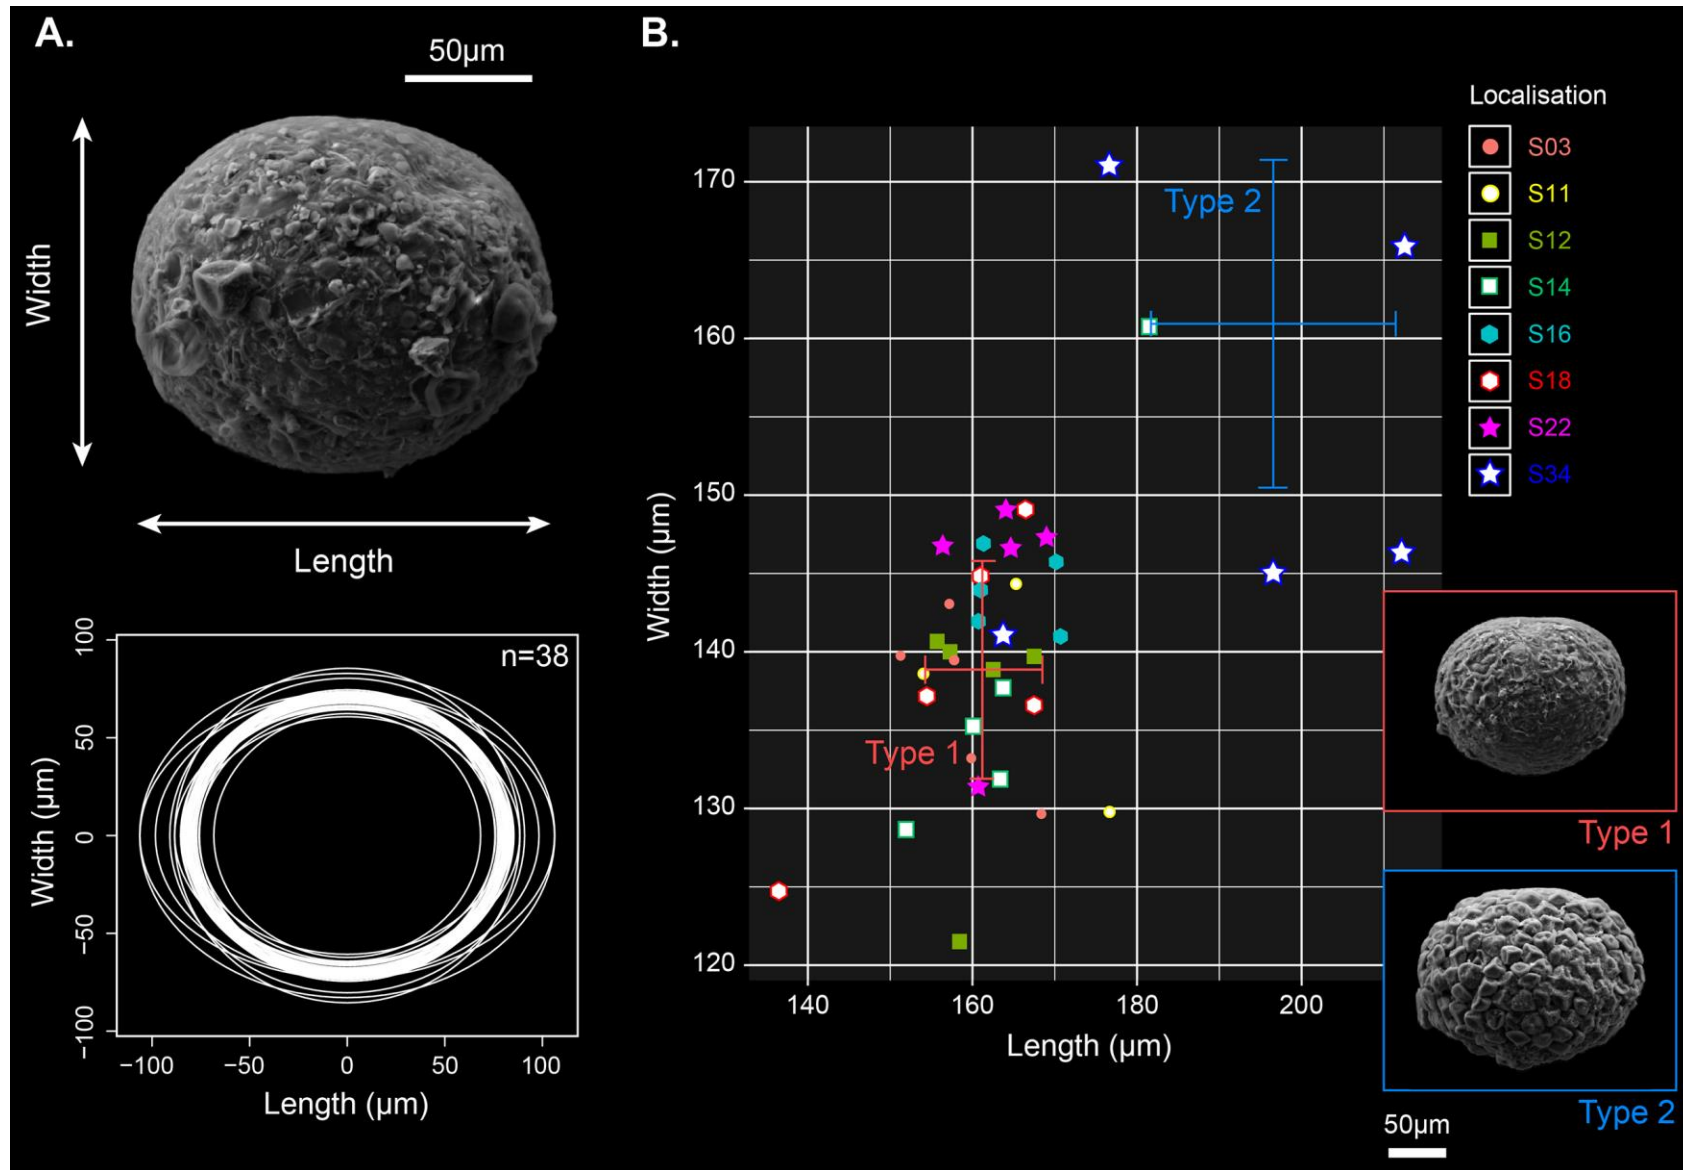 A.
50µm
Width
Length
n=38
100
50
0
−50
−100
Width (µm)
−100
−50
0
50
100
Length (µm)
B.
Localisation
S03
S11
S12
S14
S16
S18
S22
S34
170
160
150
140
130
120
Width (µm)
140
160
180
200
Length (µm)
Type 2
Type 1
Type 1
Type 2
50µm